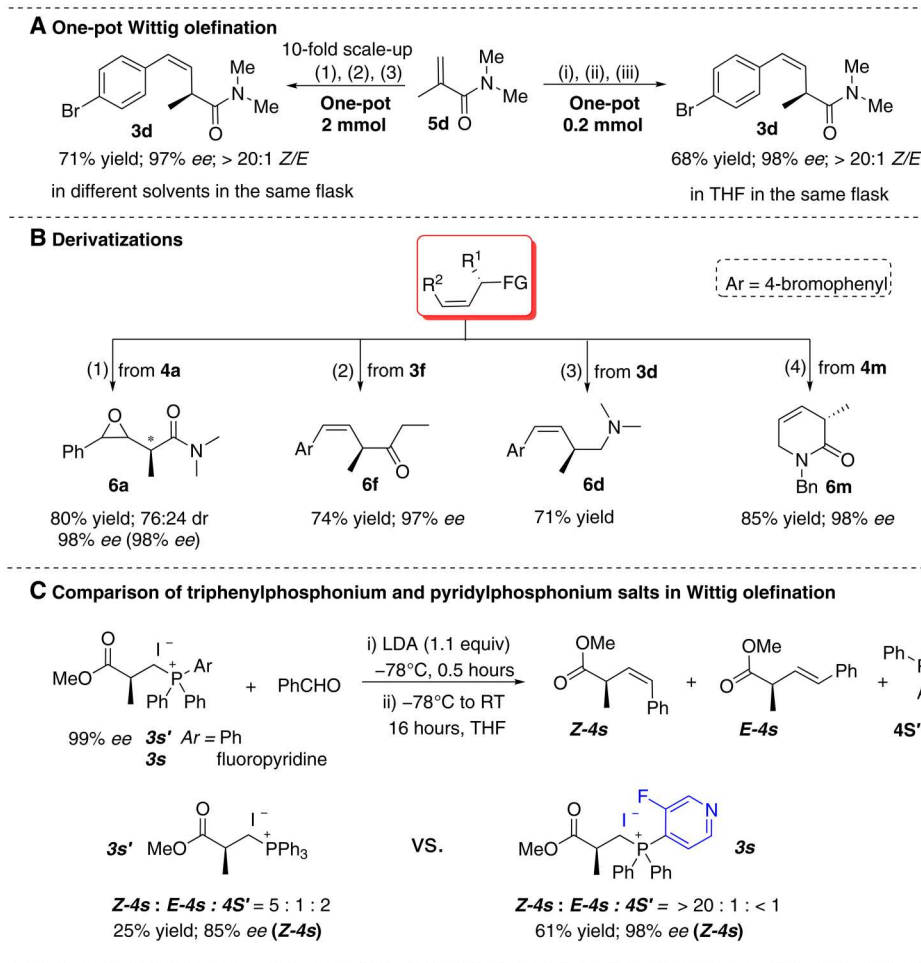 A One-pot Wittig olefination
10-fold scale-up
(1), (2), (3)
One-pot
2 mmol
(i), (ii), (iii)
One-pot
0.2 mmol
Br
Me
N
Me
O
3d
Me
N
Me
5d O
Br
Me
N
Me
O
3d
71% yield; 97% ee; > 20:1 Z/E
in different solvents in the same flask
68% yield; 98% ee; > 20:1 Z/E
in THF in the same flask
B Derivatizations
R1
R2
FG
Ar = 4-bromophenyl
(1) from 4a
(2) from 3f
(3) from 3d
(4) from 4m
O
O
Ph
*
N
6a
Ar
O
6f
Ar
N
6d
N
O
Bn 6m
80% yield; 76:24 dr
98% ee (98% ee)
74% yield; 97% ee
71% yield
85% yield; 98% ee
C Comparison of triphenylphosphonium and pyridylphosphonium salts in Wittig olefination
O
I−
MeO
+
P
Ar
Ph Ph
99% ee 3s' Ar = Ph
3s fluoropyridine
+ PhCHO
i) LDA (1.1 equiv)
−78°C, 0.5 hours
ii) −78°C to RT
16 hours, THF
OMe
O
Ph
Z-4s
+
OMe
O
Ph
E-4s
+
Ph
4S'
3s'
O
I−
MeO
+
PPh3
VS.
O
I−
F
N
MeO
+
P
Ph Ph
3s
Z-4s : E-4s : 4S' = 5 : 1 : 2
25% yield; 85% ee (Z-4s)
Z-4s : E-4s : 4S' = > 20 : 1 : < 1
61% yield; 98% ee (Z-4s)